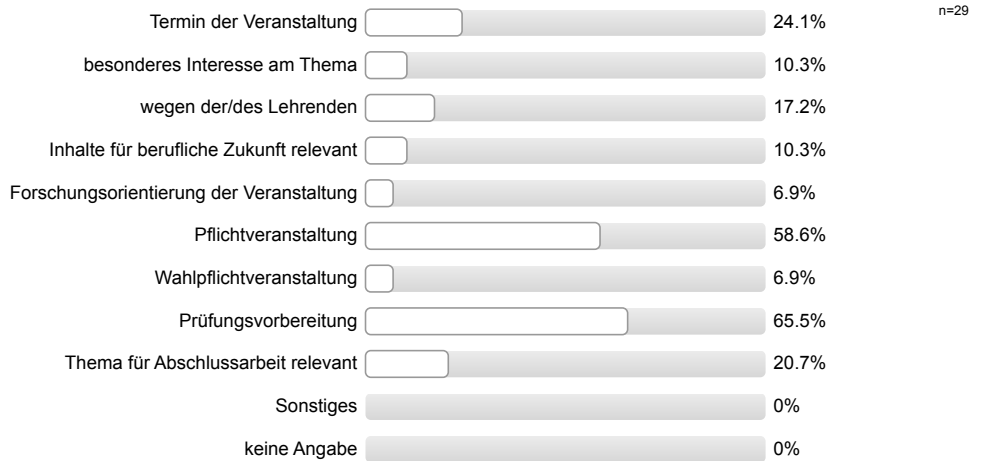 Termin der Veranstaltung 24.1% n=29
besonderes Interesse am Thema 10.3%
wegen der/des Lehrenden 17.2%
Inhalte für berufliche Zukunft relevant 10.3%
Forschungsorientierung der Veranstaltung 6.9%
Pflichtveranstaltung 58.6%
Wahlpflichtveranstaltung 6.9%
Prüfungsvorbereitung 65.5%
Thema für Abschlussarbeit relevant 20.7%
Sonstiges 0%
keine Angabe 0%